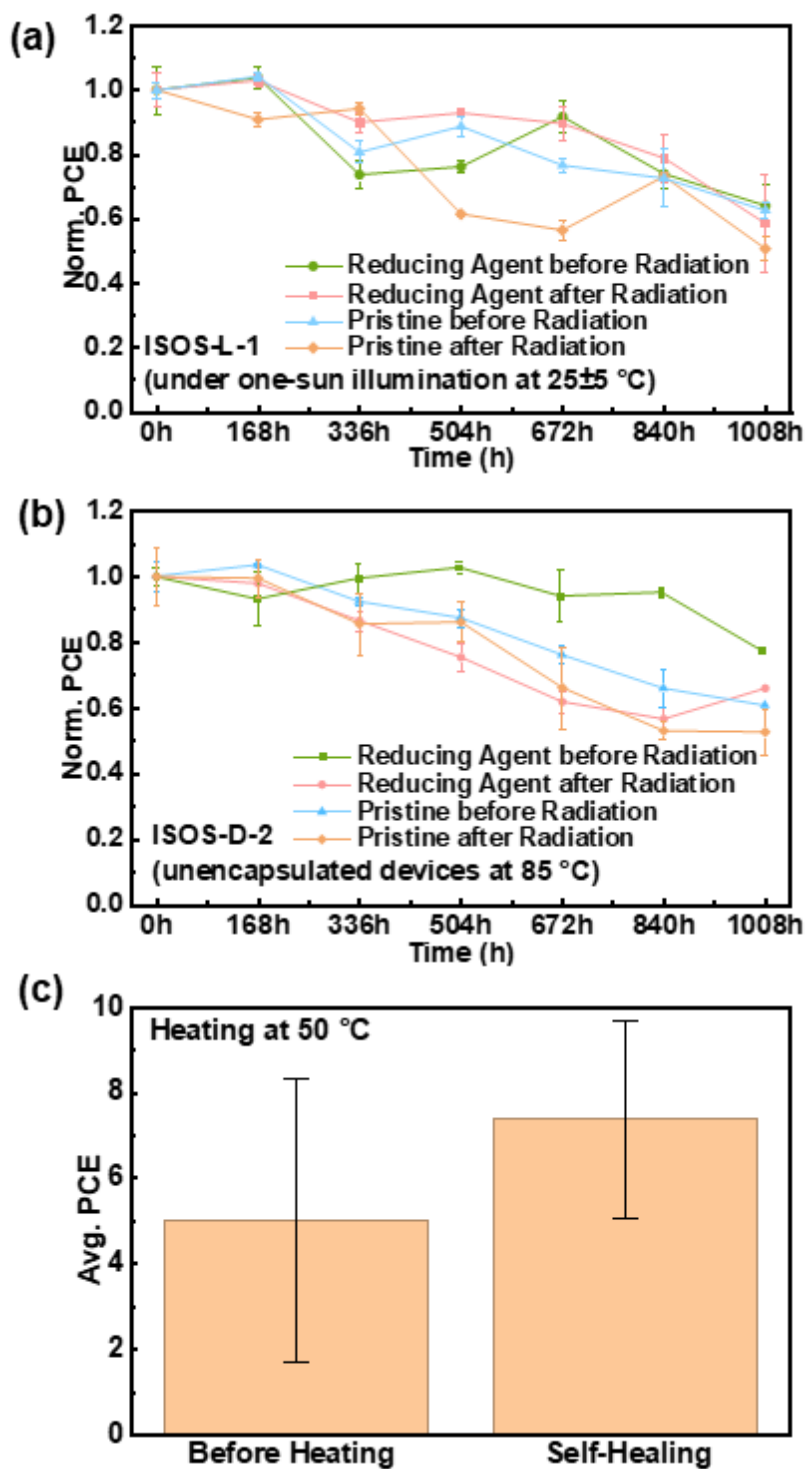 (a)
1.2
1.0
0.8
0.6
0.4
0.2
0.0
Norm. PCE
Reducing Agent before Radiation
Reducing Agent after Radiation
Pristine before Radiation
Pristine after Radiation
ISOS-L-1
(under one-sun illumination at 25±5 °C)
0h 168h 336h 504h 672h 840h 1008h
Time (h)
(b)
1.2
1.0
0.8
0.6
0.4
0.2
0.0
Norm. PCE
Reducing Agent before Radiation
Reducing Agent after Radiation
Pristine before Radiation
Pristine after Radiation
ISOS-D-2
(unencapsulated devices at 85 °C)
0h 168h 336h 504h 672h 840h 1008h
Time (h)
(c)
10
8
6
4
2
0
Avg. PCE
Heating at 50 °C
Before Heating Self-Healing